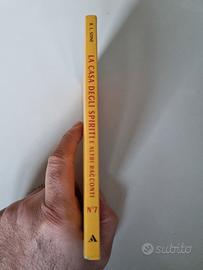 R. L. STINE
LA CASA DEGLI SPIRITI E ALTRI RACCONTI
N°7
subito